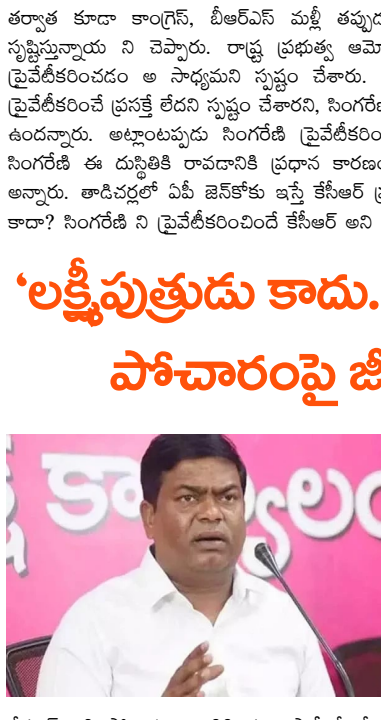 తర్వాత కూడా కాంగ్రెస్, బీఆర్ఎస్ మళ్లీ తప్పుడ
సృష్టిస్తున్నాయ ని చెప్పారు. రాష్ట్ర ప్రభుత్వ ఆమో
ప్రైవేటీకరించడం అ సాధ్యమని స్పష్టం చేశారు.
ప్రైవేటీకరించే ప్రసక్తే లేదని స్పష్టం చేశారని, సింగరేణ
ఉందన్నారు. అట్లాంటప్పడు సింగరేణి ప్రైవేటీకరిం
సింగరేణి ఈ దుస్థితికి రావడానికి ప్రధాన కారణం
అన్నారు. తాడిచర్లలో ఏపీ జెన్‌కోకు ఇస్తే కేసీఆర్ ప్ర
కాదా? సింగరేణి ని ప్రైవేటీకరించిందే కేసీఆర్ అని
‘లక్ష్మీపుత్రుడు కాదు.
పోచారంపై జీ
కార్యాలం